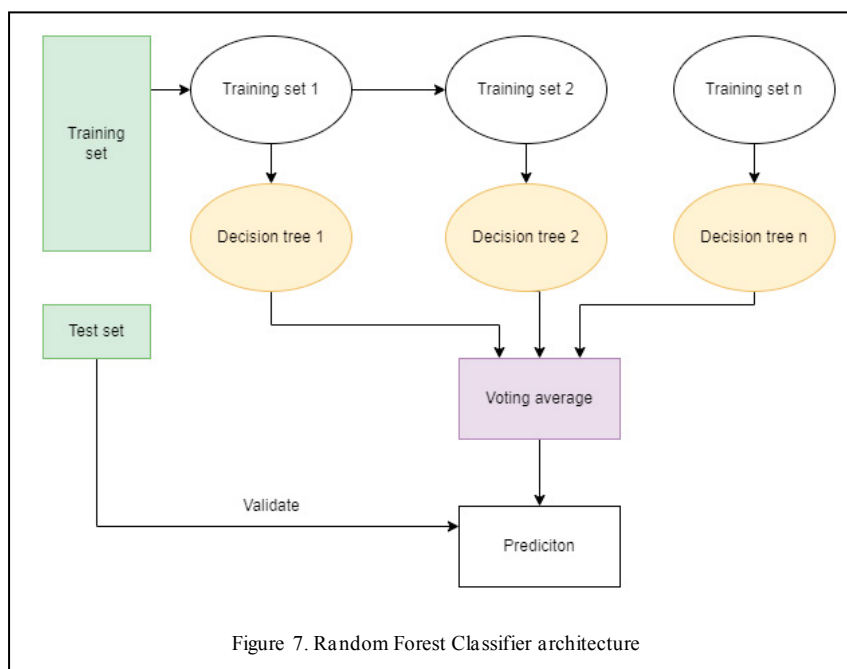 Training
set
Training set 1
Training set 2
Training set n
Decision tree 1
Decision tree 2
Decision tree n
Test set
Voting average
Validate
Prediciton
Figure 7. Random Forest Classifier architecture